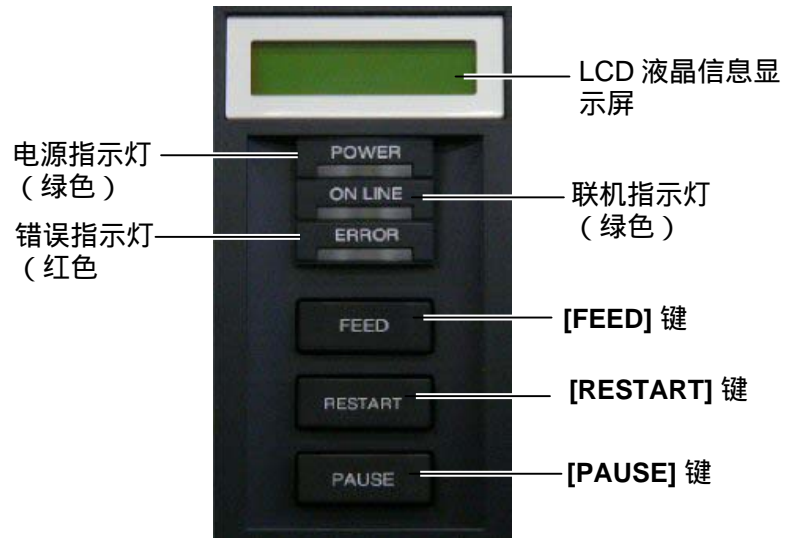 LCD 液晶信息显
示屏
电源指示灯
（绿色）
POWER
ON LINE
联机指示灯
（绿色）
错误指示灯
（红色
ERROR
FEED
[FEED] 键
RESTART
[RESTART] 键
PAUSE
[PAUSE] 键